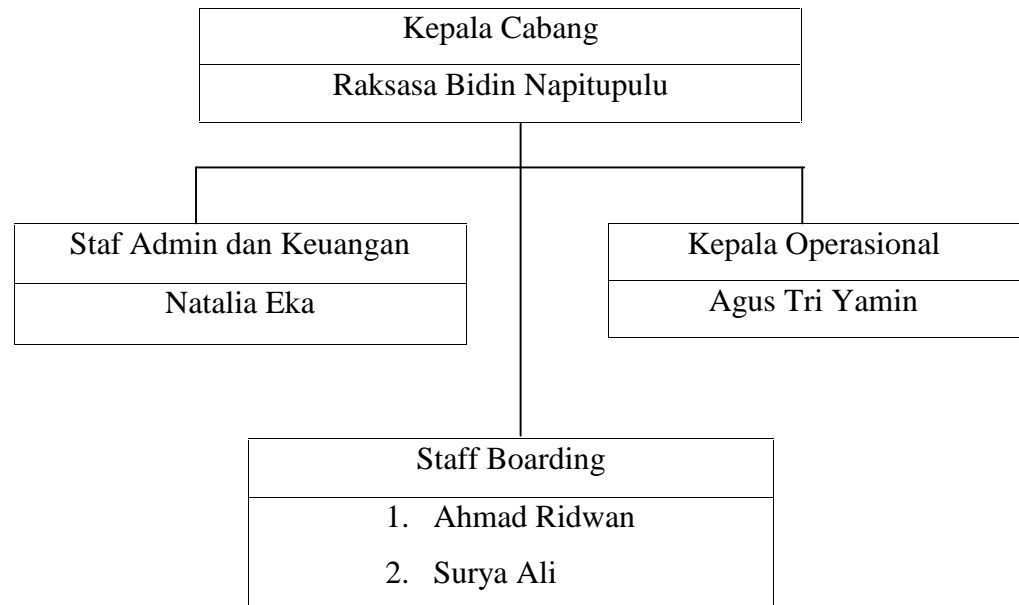 Kepala Cabang
Raksasa Bidin Napitupulu
Staf Admin dan Keuangan
Natalia Eka
Kepala Operasional
Agus Tri Yamin
Staff Boarding
1. Ahmad Ridwan
2. Surya Ali